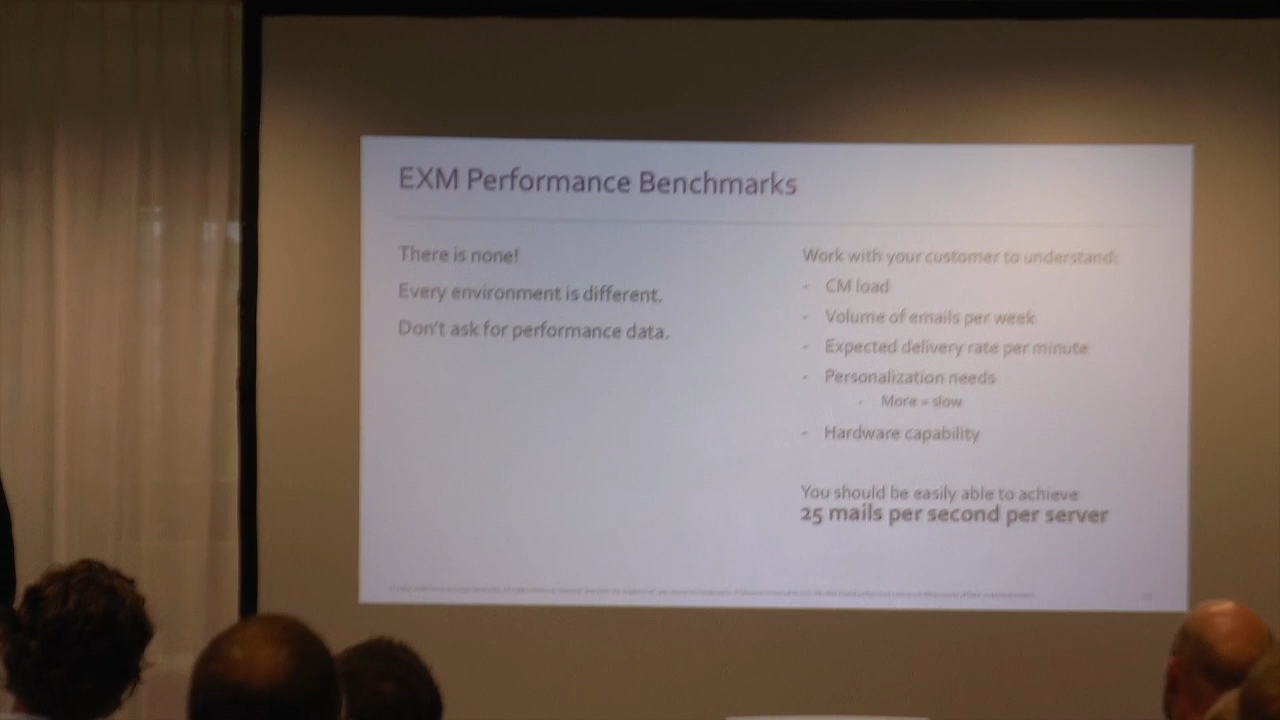 EXM Performance Benchmarks
There is none!
Every environment is different.
Don't ask for performance data.
Work with your customer to understand:
- CM load
- Volume of emails per week
- Expected delivery rate per minute
- Personalization needs
- More = slow
- Hardware capability
You should be easily able to achieve
25 mails per second per server